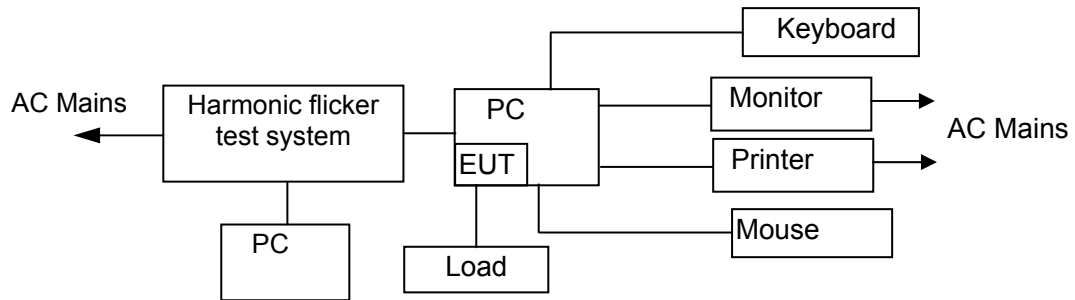 Keyboard
AC Mains
Harmonic flicker
test system
PC
Monitor
AC Mains
EUT
Printer
PC
Load
Mouse